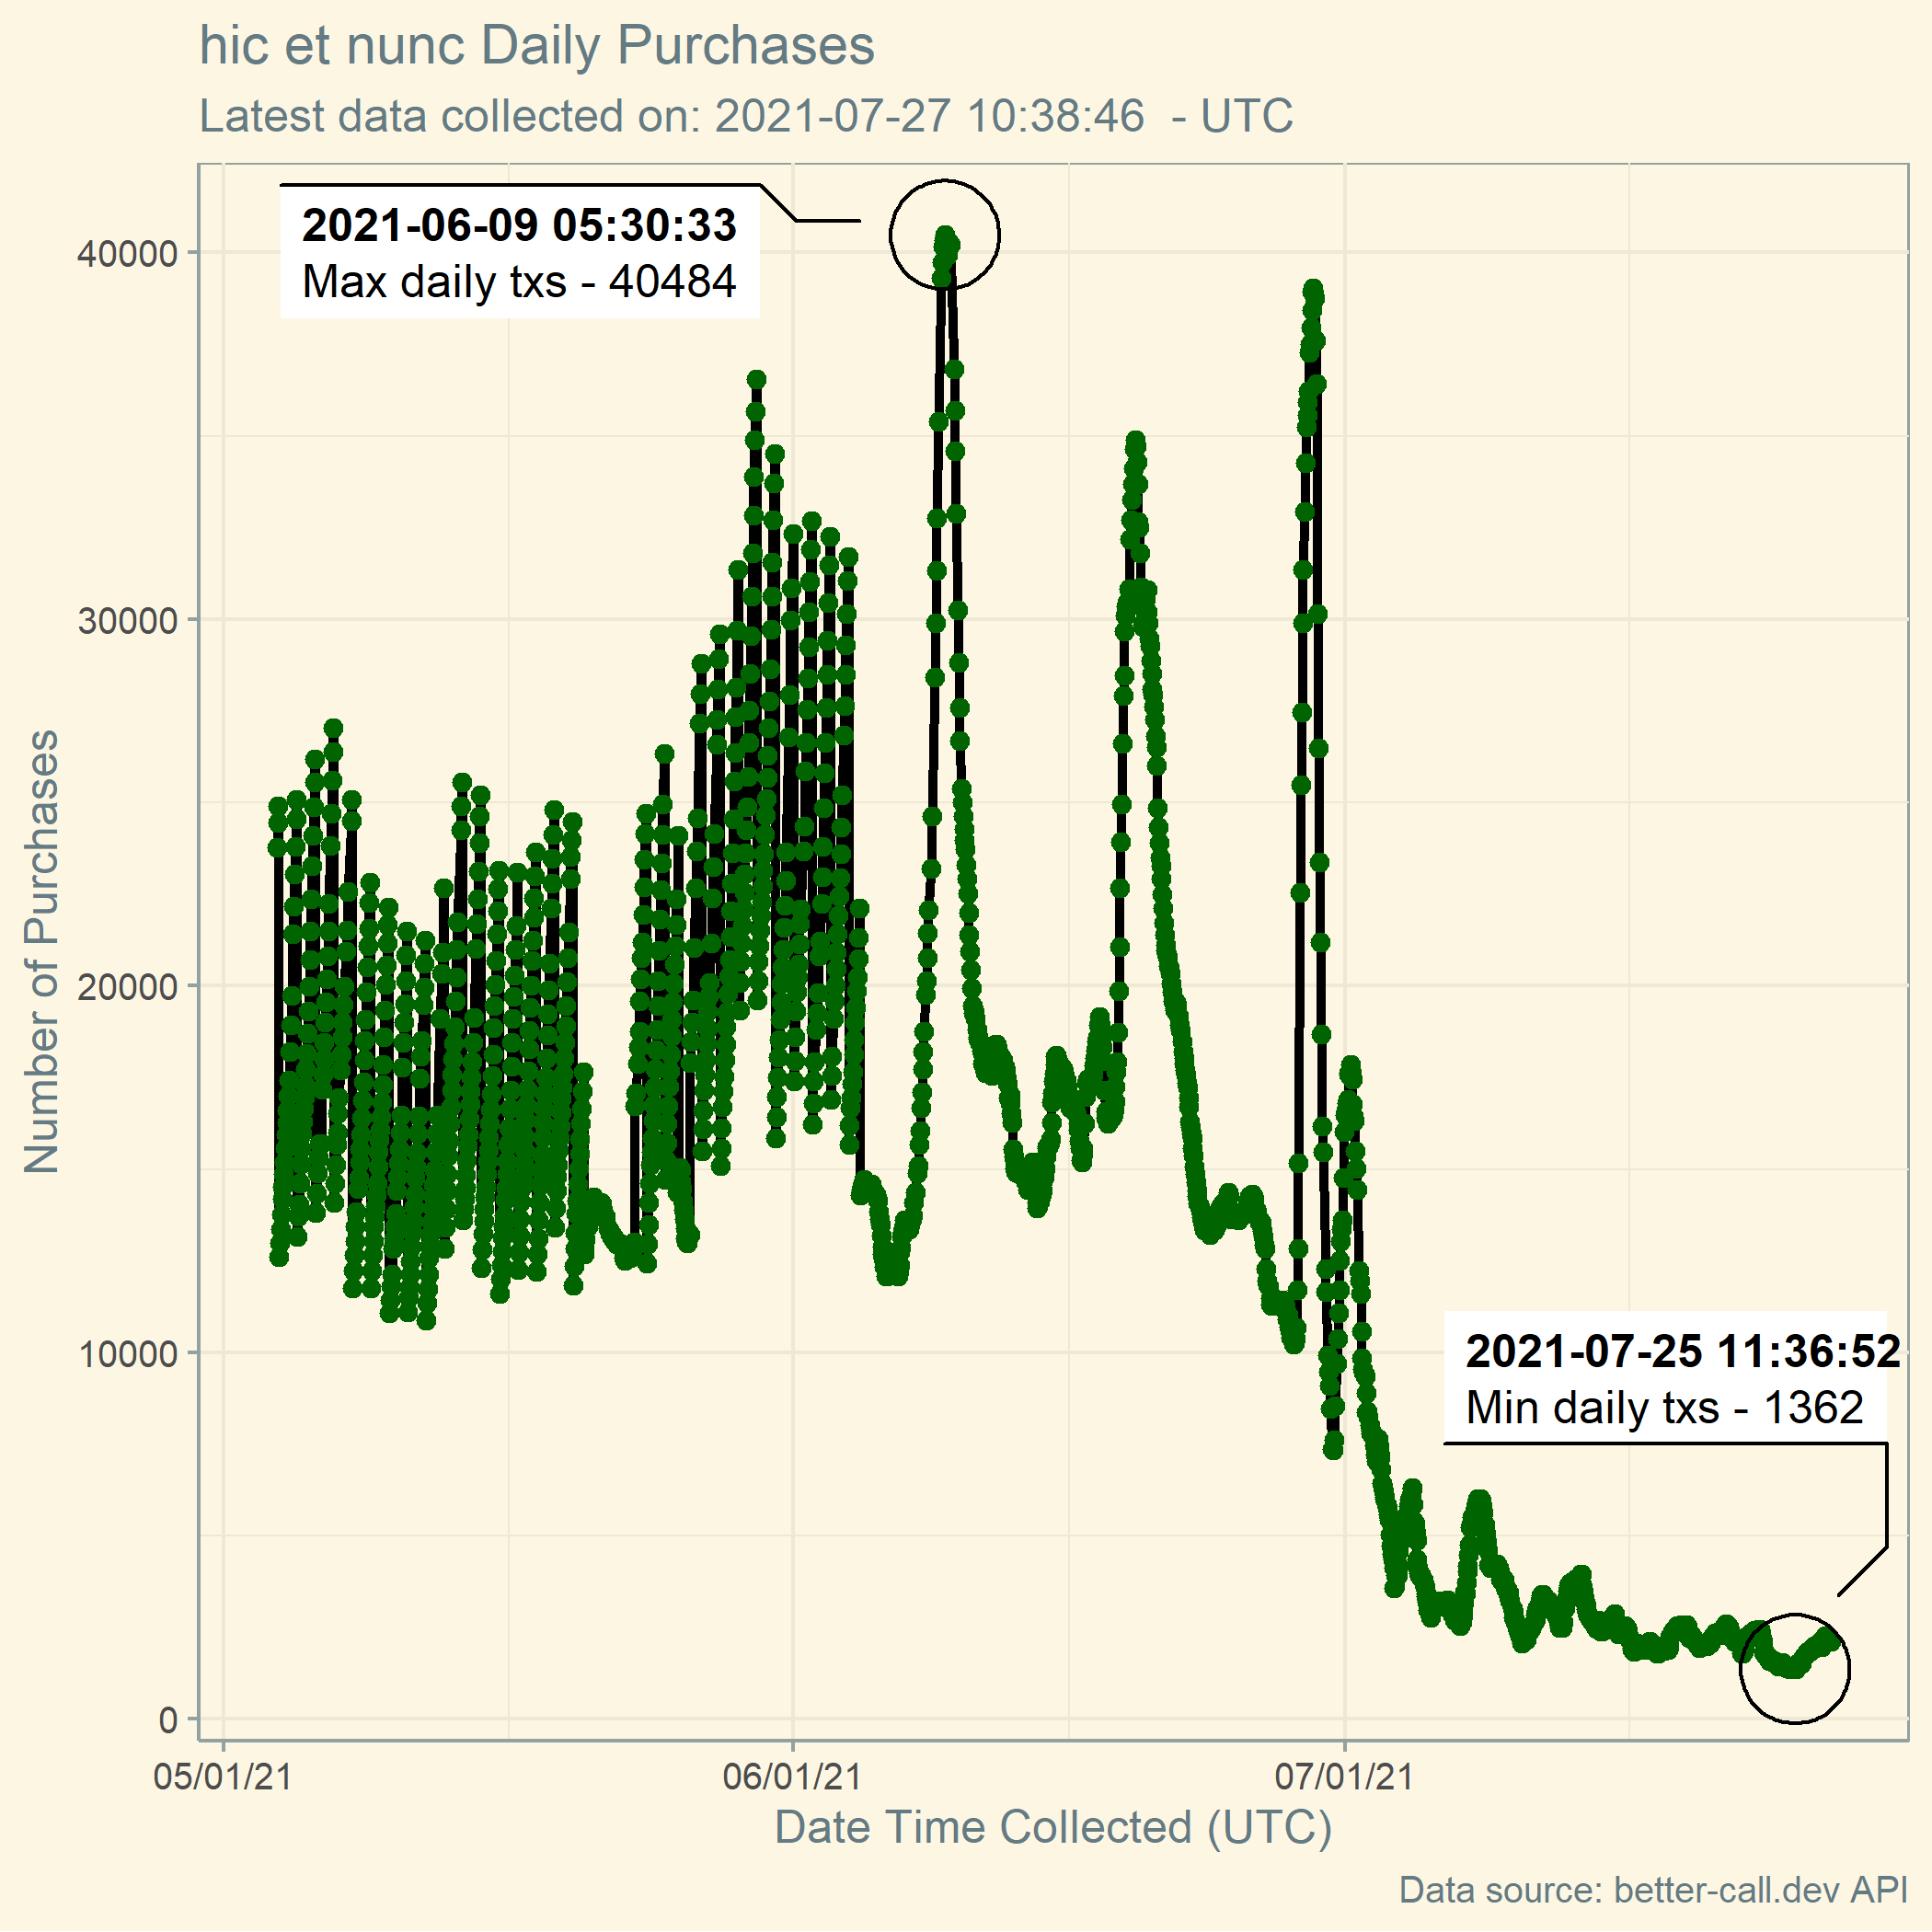 hic et nunc Daily Purchases
Latest data collected on: 2021-07-27 10:38:46  - UTC
2021-06-09 05:30:33
Max daily txs - 40484
40000
30000
20000
10000
0
Number of Purchases
2021-07-25 11:36:52
Min daily txs - 1362
05/01/21
06/01/21
07/01/21
Date Time Collected (UTC)
Data source: better-call.dev API